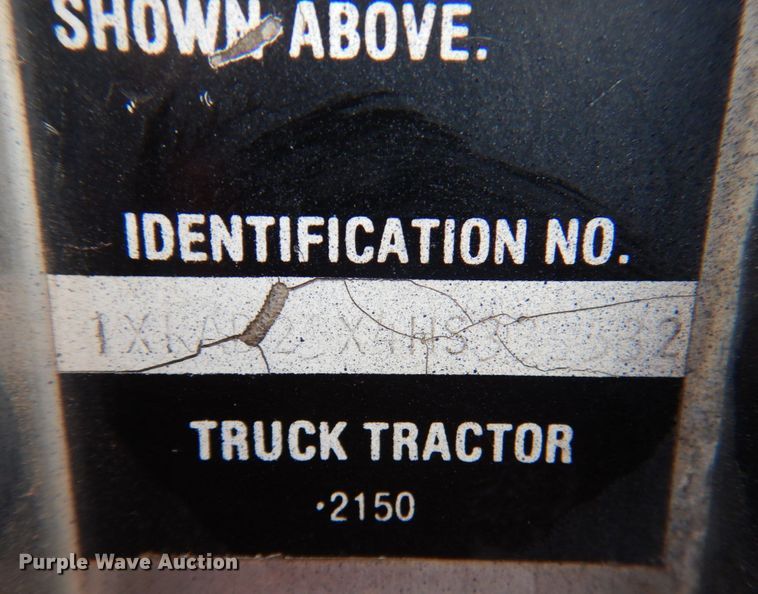 SHOWN ABOVE.
IDENTIFICATION NO.
TRUCK TRACTOR
·2150
Purple Wave Auction